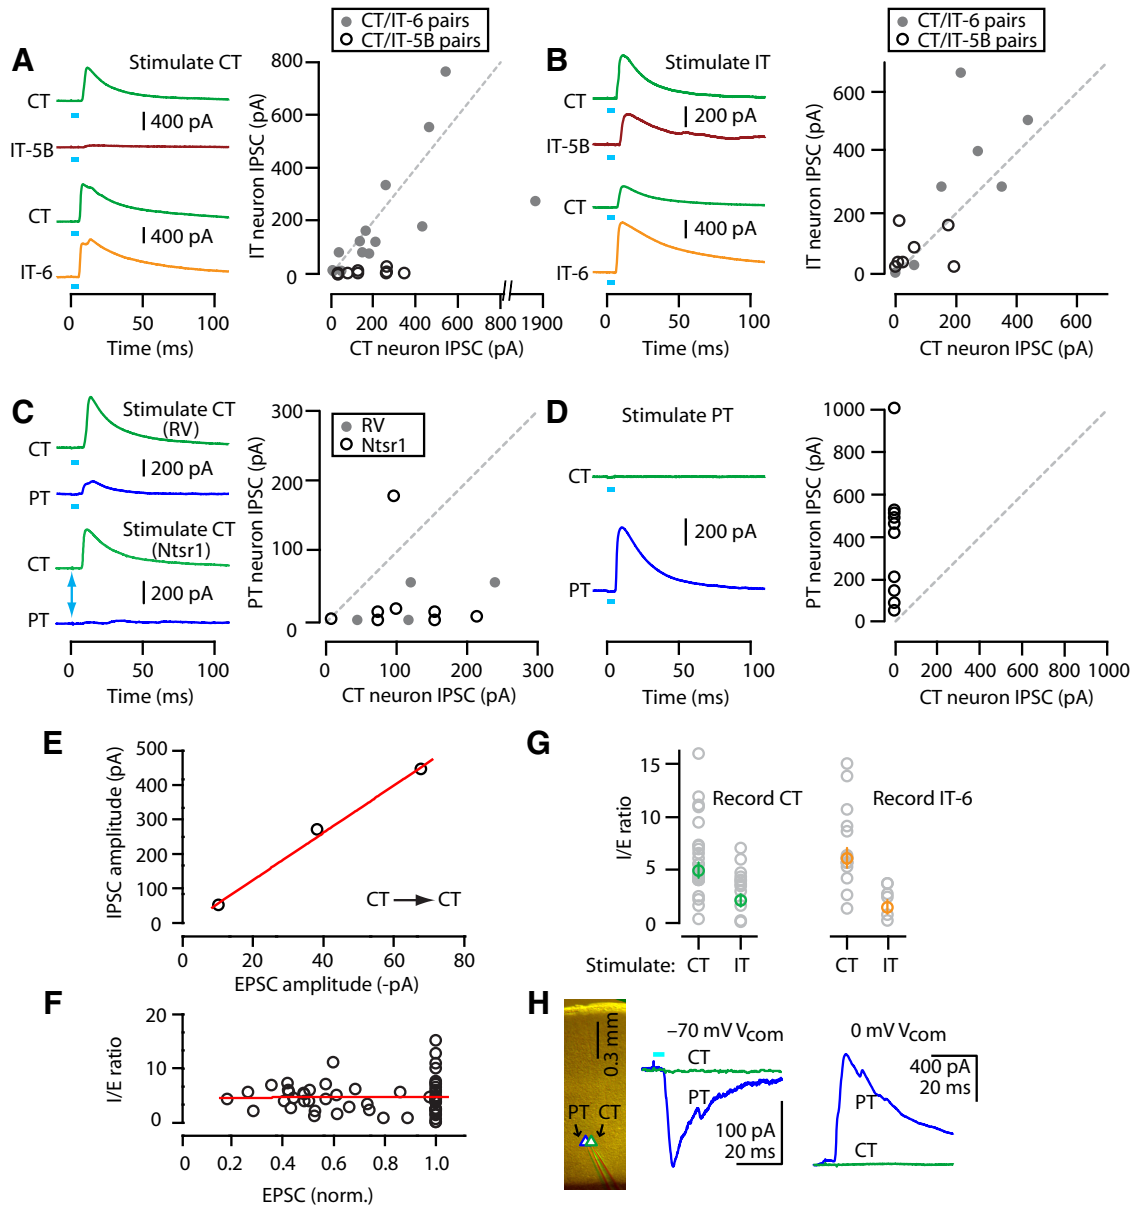 CT/IT-6 pairs
CT/IT-5B pairs
A
Stimulate CT
CT
400 pA
IT-5B
CT
400 pA
IT-6
0 50 100
Time (ms)
IT neuron IPSC (pA)
800
600
400
200
0
0 200 400 600 800 1900
CT neuron IPSC (pA)
CT/IT-6 pairs
CT/IT-5B pairs
B
Stimulate IT
CT
200 pA
IT-5B
CT
400 pA
IT-6
0 50 100
Time (ms)
IT neuron IPSC (pA)
600
400
200
0
0 200 400 600
CT neuron IPSC (pA)
C
Stimulate CT
(RV)
CT
200 pA
PT
Stimulate CT
(Ntsr1)
CT
200 pA
PT
0 50 100
Time (ms)
PT neuron IPSC (pA)
300
200
100
0
RV
Ntsr1
0 100 200 300
CT neuron IPSC (pA)
D
Stimulate PT
CT
200 pA
PT
0 50 100
Time (ms)
PT neuron IPSC (pA)
1000
800
600
400
200
0
0 200 400 600 800 1000
CT neuron IPSC (pA)
E
IPSC amplitude (pA)
500
400
300
200
100
0
CT CT
0 20 40 60 80
EPSC amplitude (-pA)
F
I/E ratio
20
10
0
0.2 0.4 0.6 0.8 1.0
EPSC (norm.)
G
I/E ratio
15
10
5
0
Record CT
Record IT-6
Stimulate: CT IT CT IT
H
0.3 mm
PT CT
–70 mV Vcom
CT
PT
100 pA
20 ms
0 mV Vcom
400 pA
20 ms
PT
CT